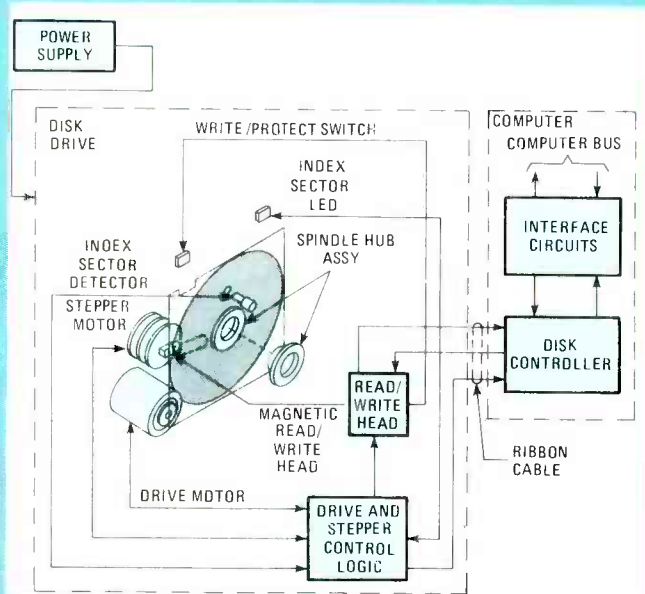 POWER
SUPPLY
DISK
DRIVE
WRITE/PROTECT SWITCH
INDEX
SECTOR
LED
INOEX
SECTOR
DETECTOR
SPINDLE HUB
ASSY
STEPPER
MOTOR
MAGNETIC
READ/
WRITE
HEAD
DRIVE MOTOR
READ/
WRITE
HEAD
DRIVE AND
STEPPER
CONTROL
LOGIC
COMPUTER
COMPUTER BUS
INTERFACE
CIRCUITS
DISK
CONTROLLER
RIBBON
CABLE